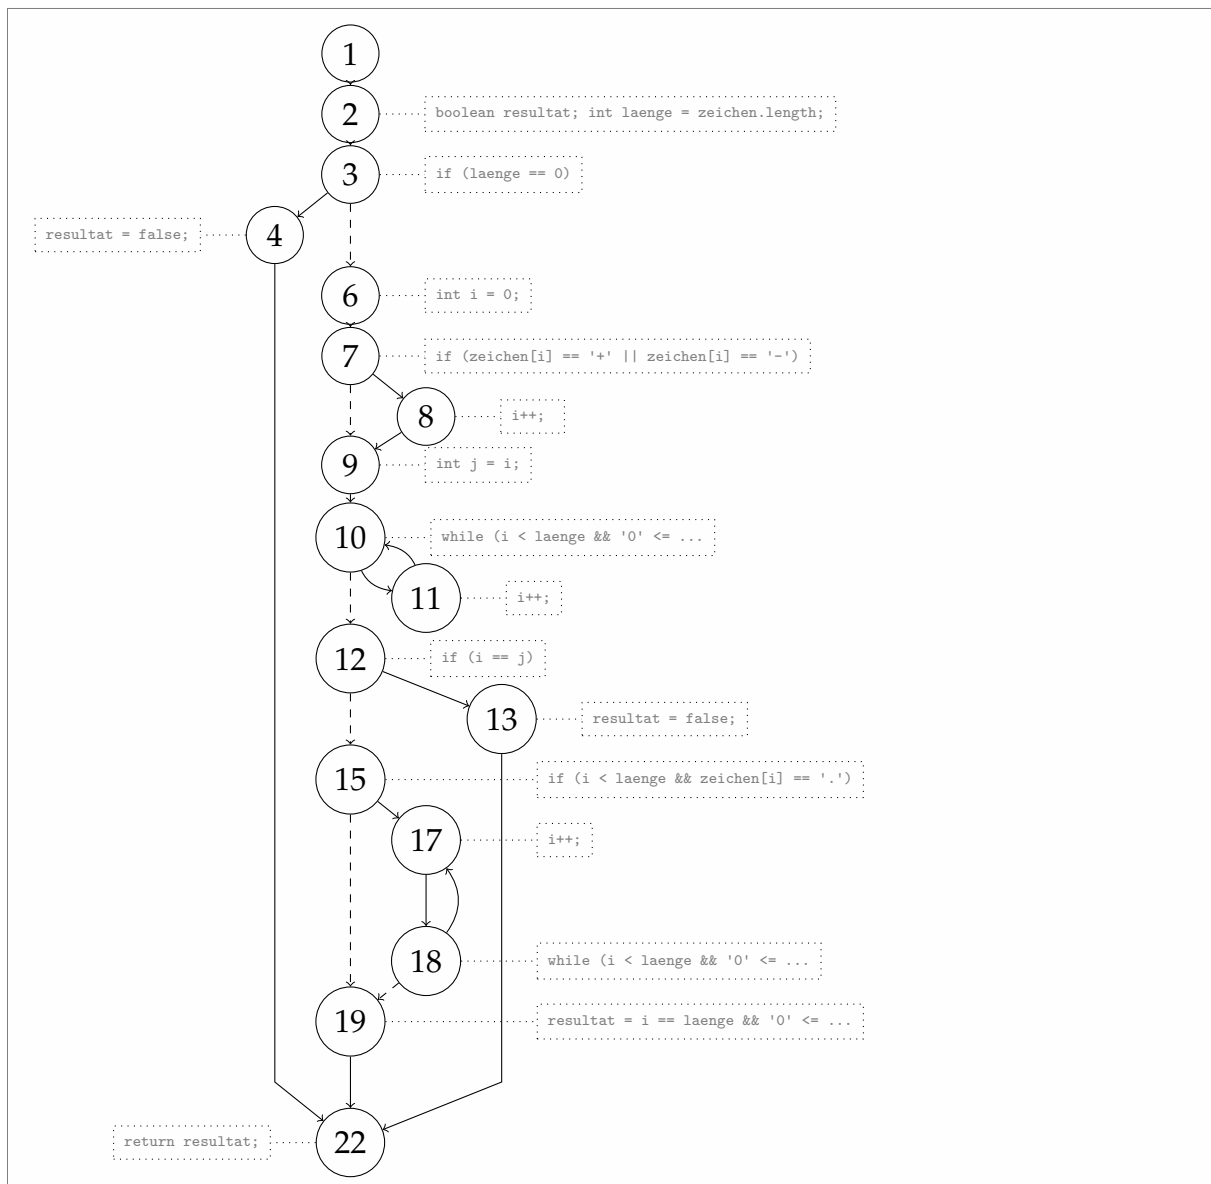 1
2 boolean resultat; int laenge = zeichen.length;
3 if (laenge == 0)
resultat = false; 4
6 int i = 0;
7 if (zeichen[i] == '+' || zeichen[i] == '-')
8 i++;
9 int j = i;
10 while (i < laenge && '0' <= ...
11 i++;
12 if (i == j)
13 resultat = false;
15 if (i < laenge && zeichen[i] == '.')
17 i++;
18 while (i < laenge && '0' <= ...
19 resultat = i == laenge && '0' <= ...
return resultat; 22